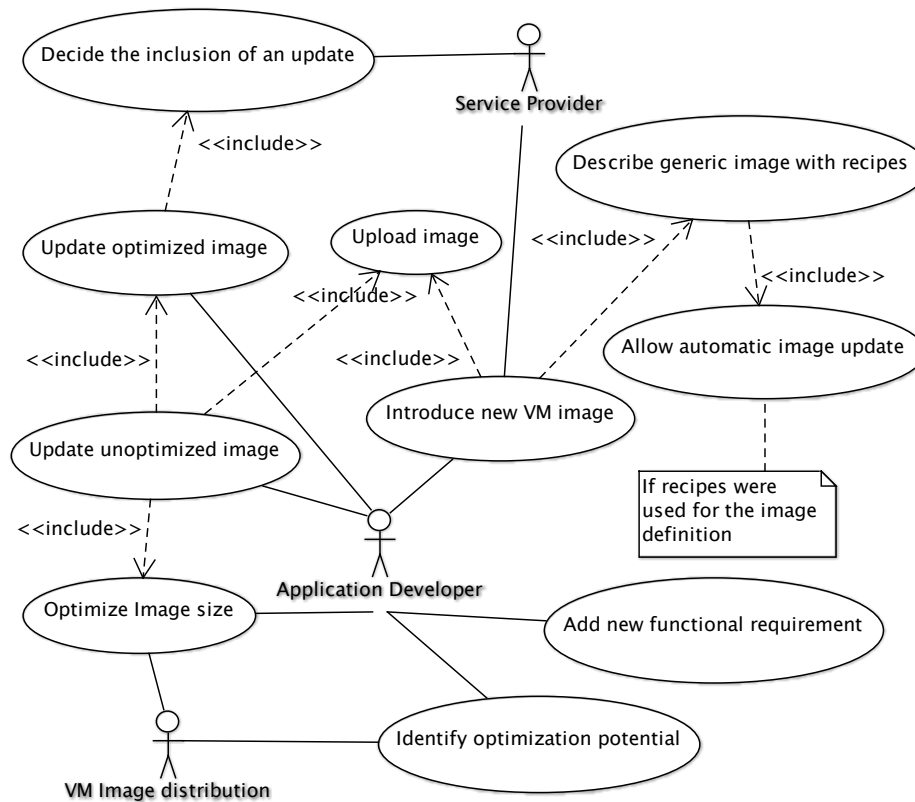 Decide the inclusion of an update
Service Provider
<<include>>
Describe generic image with recipes
Update optimized image
Upload image
<<include>>
<<include>>
<<include>>
<<include>>
<<include>>
Allow automatic image update
Update unoptimized image
Introduce new VM image
If recipes were
used for the image
definition
<<include>>
Application Developer
Optimize Image size
Add new functional requirement
Identify optimization potential
VM Image distribution